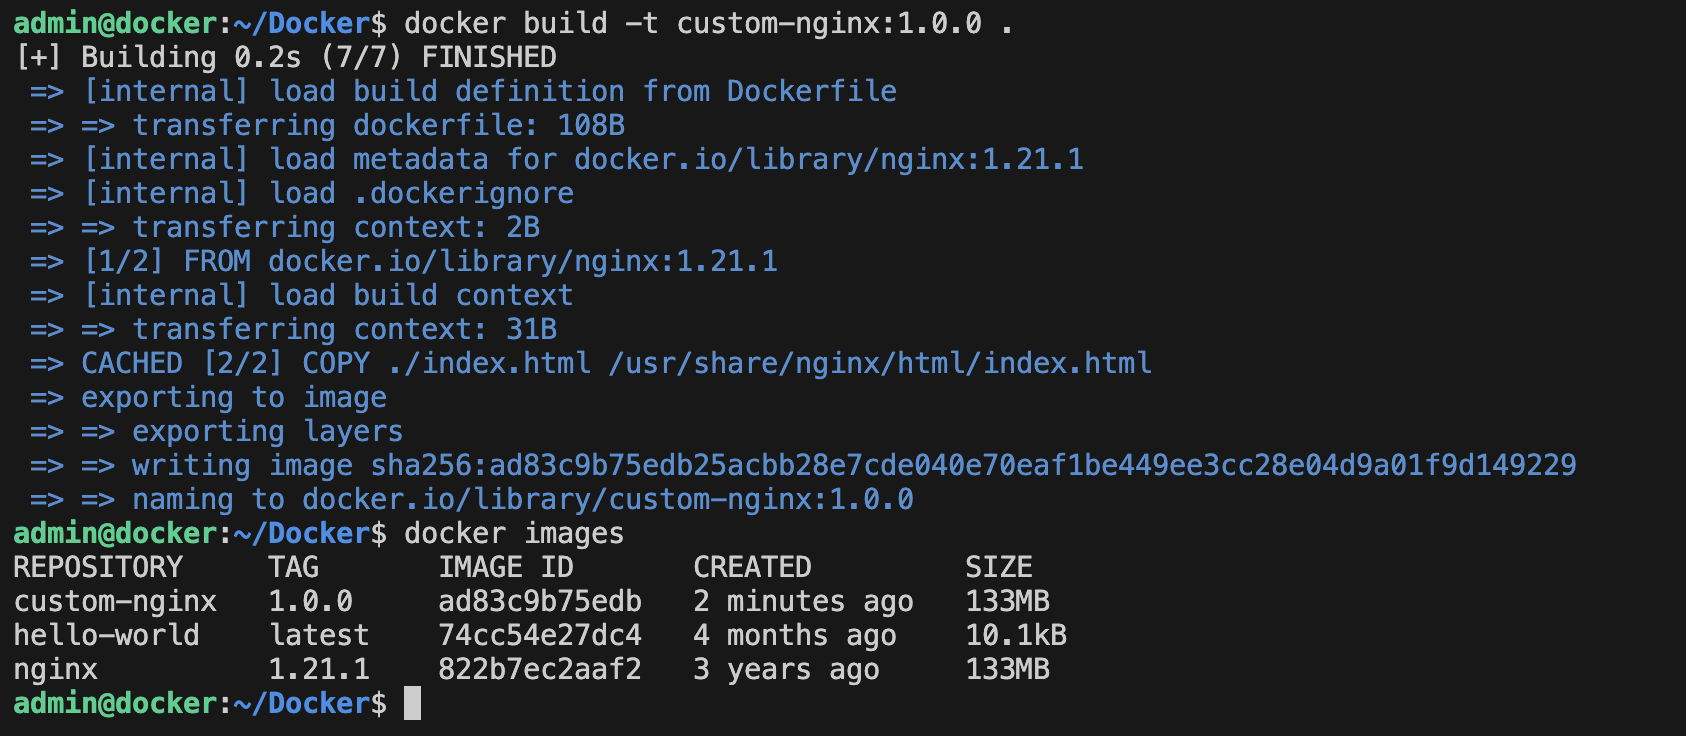 admin@docker:~/Docker$ docker build -t custom-nginx:1.0.0 .
[+] Building 0.2s (7/7) FINISHED
 => [internal] load build definition from Dockerfile
 => => transferring dockerfile: 108B
 => [internal] load metadata for docker.io/library/nginx:1.21.1
 => [internal] load .dockerignore
 => => transferring context: 2B
 => [1/2] FROM docker.io/library/nginx:1.21.1
 => [internal] load build context
 => => transferring context: 31B
 => CACHED [2/2] COPY ./index.html /usr/share/nginx/html/index.html
 => exporting to image
 => => exporting layers
 => => writing image sha256:ad83c9b75edb25acbb28e7cde040e70eaf1be449ee3cc28e04d9a01f9d149229
 => => naming to docker.io/library/custom-nginx:1.0.0
admin@docker:~/Docker$ docker images
REPOSITORY     TAG       IMAGE ID       CREATED         SIZE
custom-nginx   1.0.0     ad83c9b75edb   2 minutes ago   133MB
hello-world    latest    74cc54e27dc4   4 months ago    10.1kB
nginx          1.21.1    822b7ec2aaf2   3 years ago     133MB
admin@docker:~/Docker$